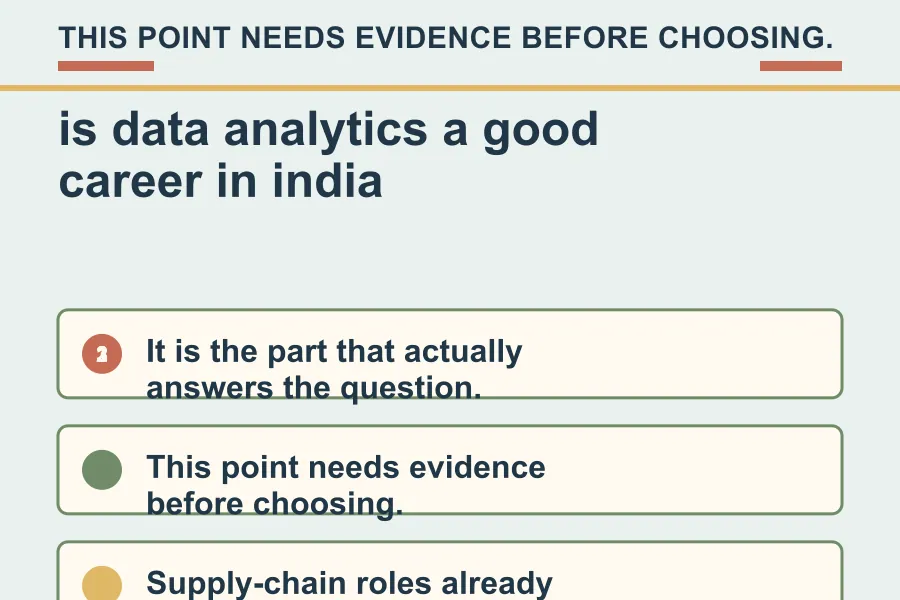 THIS POINT NEEDS EVIDENCE BEFORE CHOOSING.
is data analytics a good
career in india
It is the part that actually
answers the question.
This point needs evidence
before choosing.
Supply-chain roles already